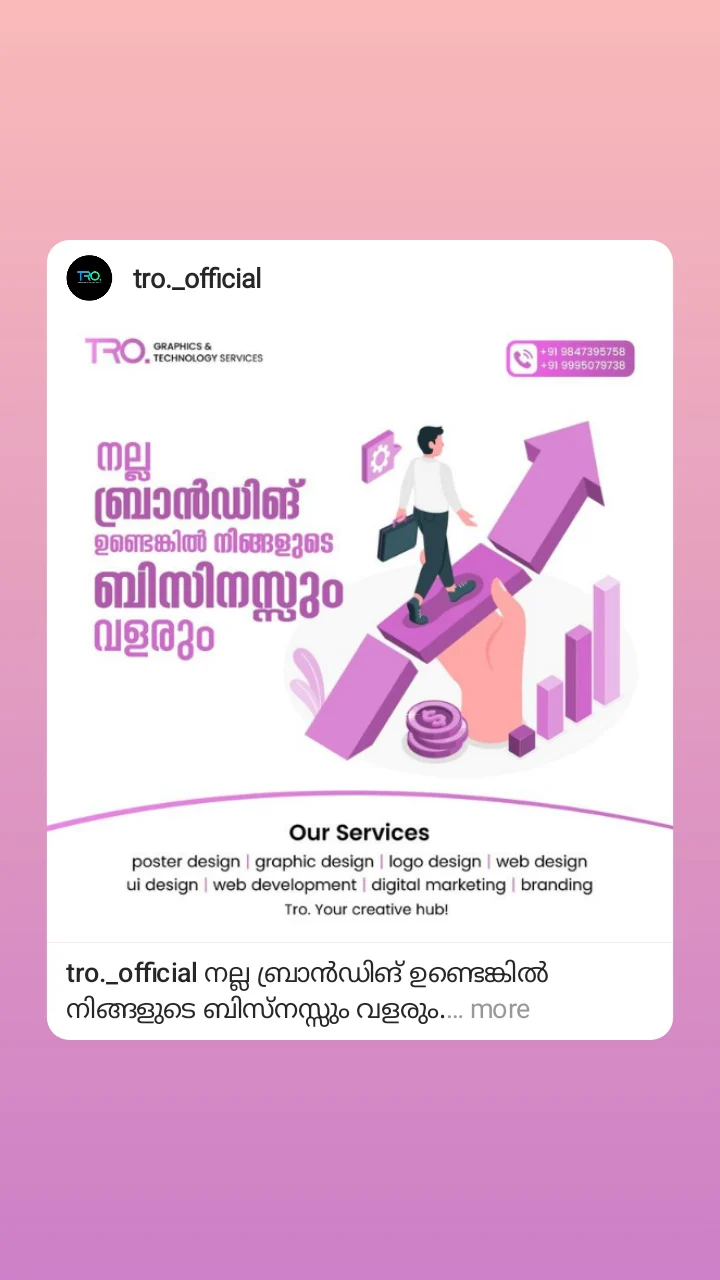 TRO.
tro._official
TRO. GRAPHICS &
TECHNOLOGY SERVICES
+91 9847395758
+91 9995079738
നല്ല
ബ്രാൻഡിങ്
ഉണ്ടെങ്കിൽ നിങ്ങളുടെ
ബിസിനസ്സും
വളരും
Our Services
poster design | graphic design | logo design | web design
ui design | web development | digital marketing | branding
Tro. Your creative hub!
tro._official നല്ല ബ്രാൻഡിങ് ഉണ്ടെങ്കിൽ
നിങ്ങളുടെ ബിസ്നസ്സും വളരും.... more